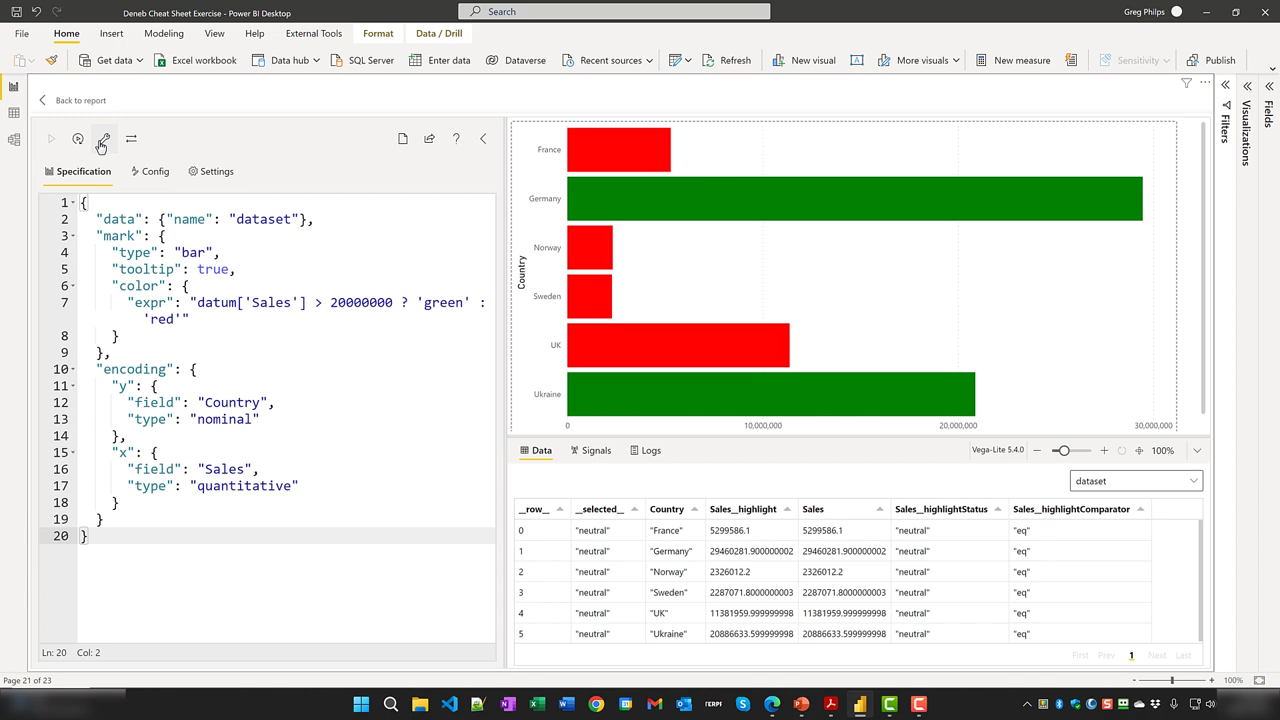 Deneb Cheat Sheet Exercise - Power BI Desktop
Search
Greg Philps
File Home Insert Modeling View Help External Tools Format Data / Drill
Get data Excel workbook Data hub SQL Server Enter data Dataverse Recent sources Refresh New visual More visuals New measure Sensitivity Publish
Back to report
Specification Config Settings
1 {
2 "data": {"name": "dataset"},
3 "mark": {
4 "type": "bar",
5 "tooltip": true,
6 "color": {
7 "expr": "datum['Sales'] > 20000000 ? 'green' :
'red'"
8 }
9 },
10 "encoding": {
11 "y": {
12 "field": "Country",
13 "type": "nominal"
14 },
15 "x": {
16 "field": "Sales",
17 "type": "quantitative"
18 }
19 }
20 }
Ln: 20 Col: 2
Country
France
Germany
Norway
Sweden
UK
Ukraine
0 10,000,000 20,000,000 30,000,000
Data Signals Logs
Vega-Lite 5.4.0 100%
dataset
__row__ __selected__ Country Sales__highlight Sales Sales__highlightStatus Sales__highlightComparator
0 "neutral" "France" 5299586.1 5299586.1 "neutral" "eq"
1 "neutral" "Germany" 29460281.900000002 29460281.900000002 "neutral" "eq"
2 "neutral" "Norway" 2326012.2 2326012.2 "neutral" "eq"
3 "neutral" "Sweden" 2287071.8000000003 2287071.8000000003 "neutral" "eq"
4 "neutral" "UK" 11381959.999999998 11381959.999999998 "neutral" "eq"
5 "neutral" "Ukraine" 20886633.599999998 20886633.599999998 "neutral" "eq"
First Prev 1 Next Last
Filters
Visualizations
Fields
Page 21 of 23
100%